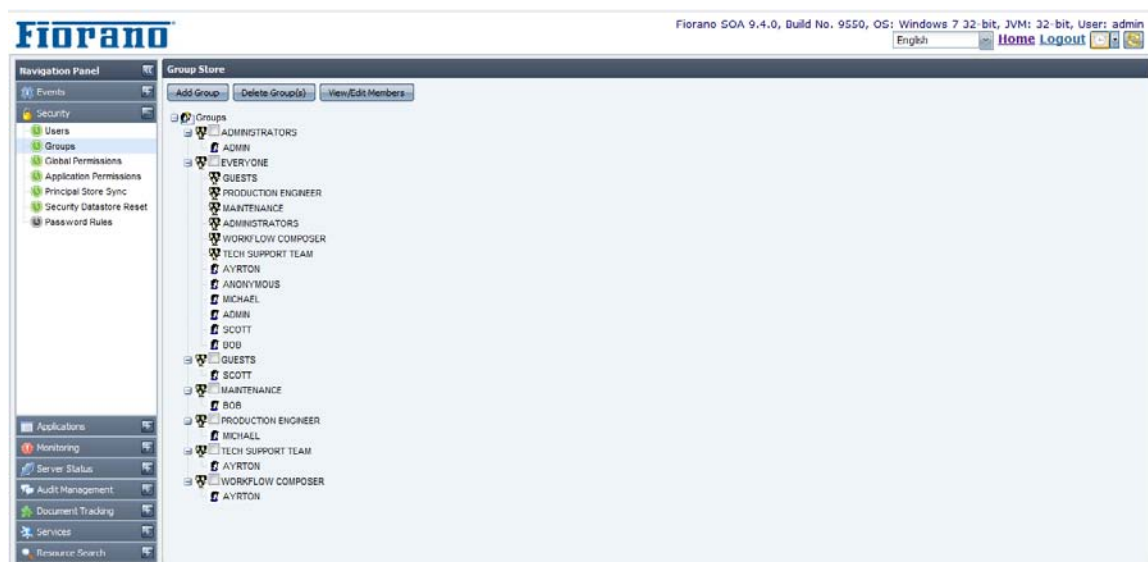 Fiorano
Fiorano SOA 9.4.0, Build No. 9550, OS: Windows 7 32-bit, JVM: 32-bit, User: admin
English Home Logout
Navigation Panel
Events
Security
Users
Groups
Global Permissions
Application Permissions
Principal Store Sync
Security Datastore Reset
Password Rules
Applications
Monitoring
Server Status
Audit Management
Document Tracking
Services
Resource Search
Group Store
Add Group Delete Group(s) View/Edit Members
Groups
ADMINISTRATORS
ADMIN
EVERYONE
GUESTS
PRODUCTION ENGINEER
MAINTENANCE
ADMINISTRATORS
WORKFLOW COMPOSER
TECH SUPPORT TEAM
AYRTON
ANONYMOUS
MICHAEL
ADMIN
SCOTT
BOB
GUESTS
SCOTT
MAINTENANCE
BOB
PRODUCTION ENGINEER
MICHAEL
TECH SUPPORT TEAM
AYRTON
WORKFLOW COMPOSER
AYRTON